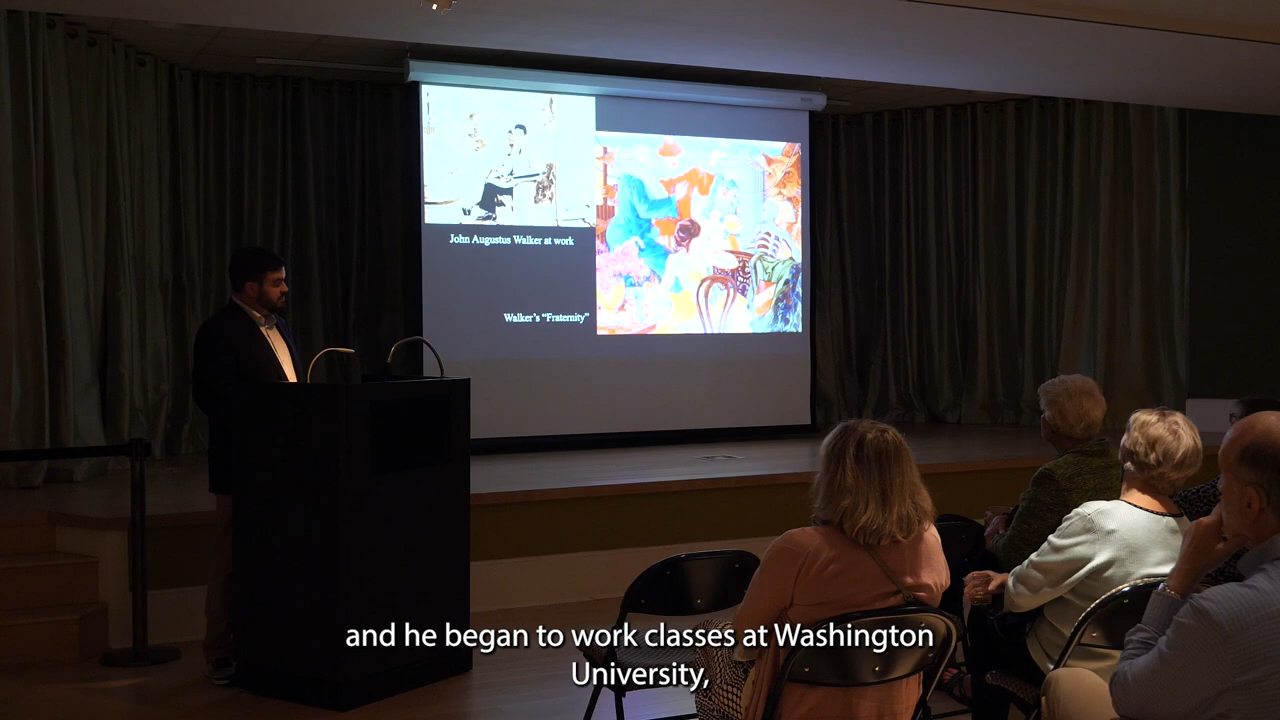 John Augustus Walker at work
Walker's "Fraternity"
and he began to work classes at Washington
University,